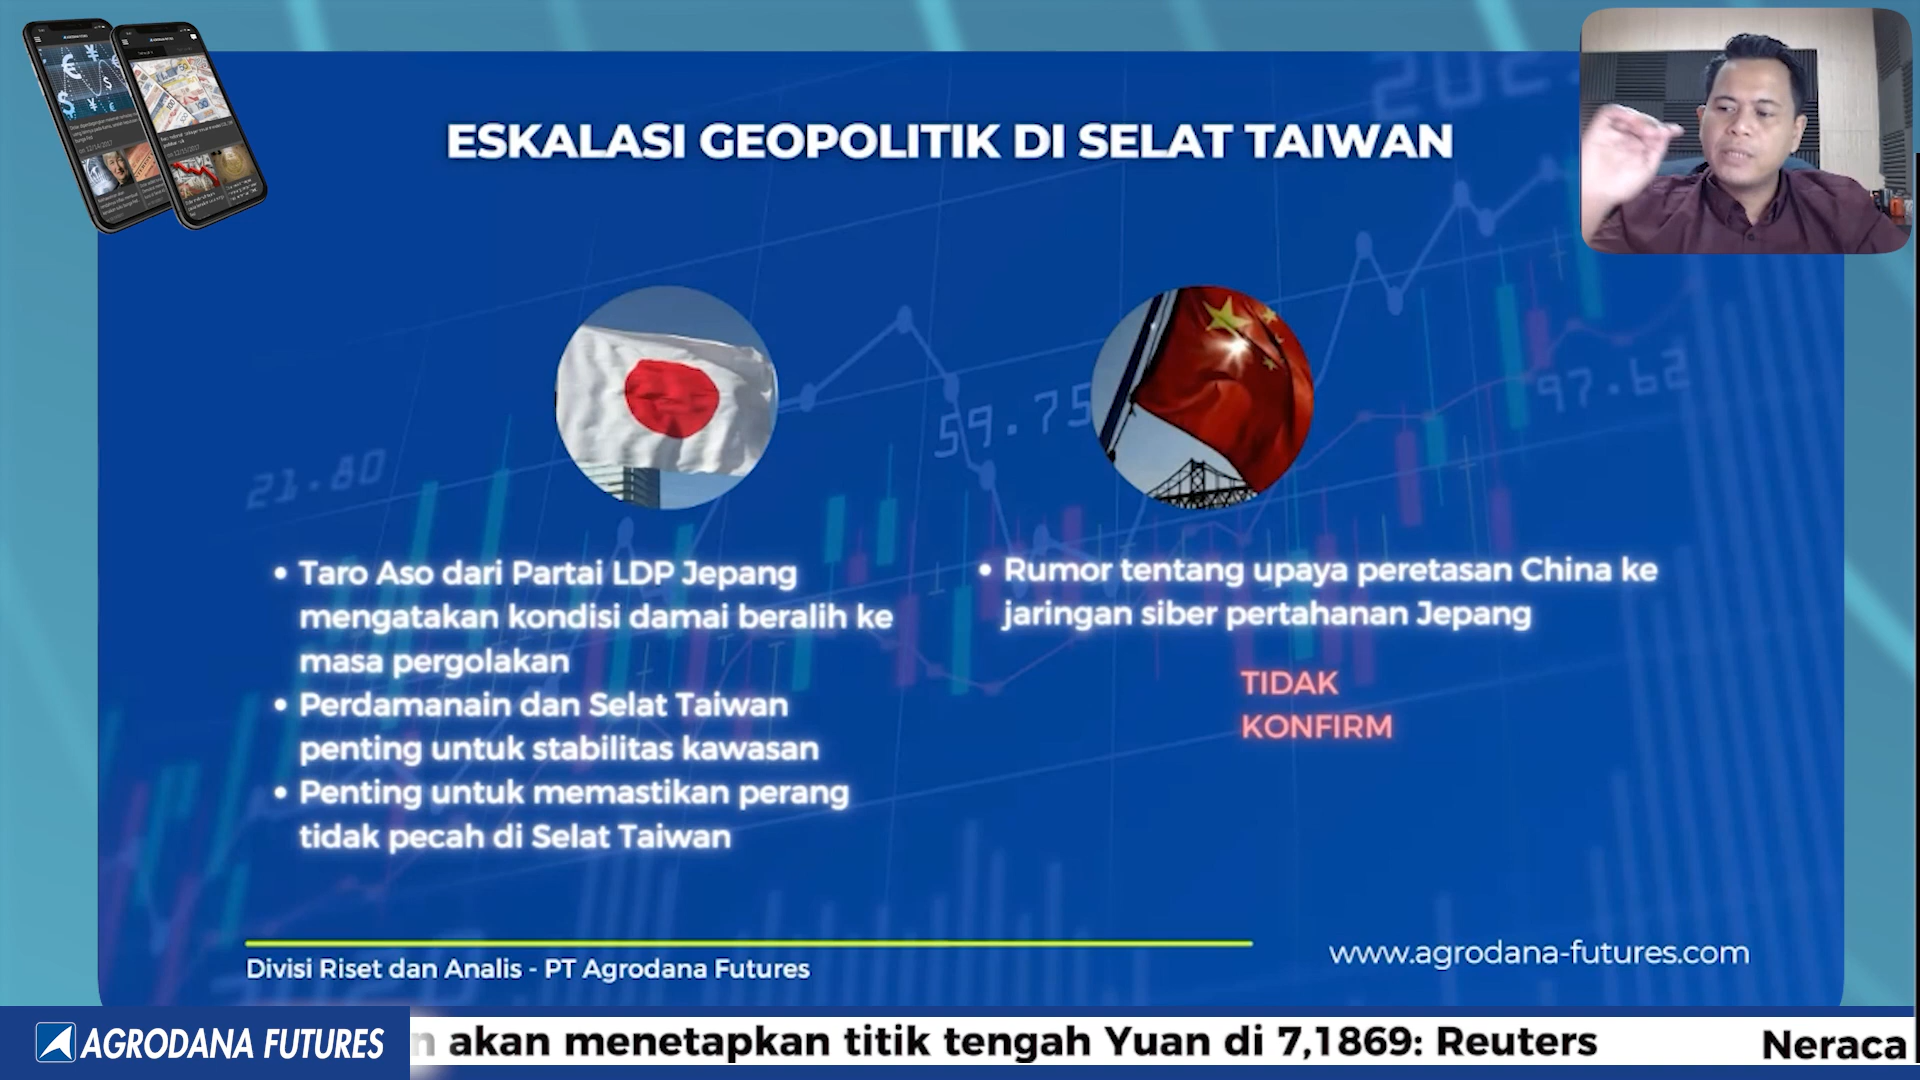 ESKALASI GEOPOLITIK DI SELAT TAIWAN
202
21.80
59.75
97.62
• Taro Aso dari Partai LDP Jepang
mengatakan kondisi damai beralih ke
masa pergolakan
• Perdamanain dan Selat Taiwan
penting untuk stabilitas kawasan
• Penting untuk memastikan perang
tidak pecah di Selat Taiwan
• Rumor tentang upaya peretasan China ke
jaringan siber pertahanan Jepang
TIDAK
KONFIRM
Divisi Riset dan Analis - PT Agrodana Futures
www.agrodana-futures.com
AGRODANA FUTURES
n akan menetapkan titik tengah Yuan di 7,1869: Reuters Neraca